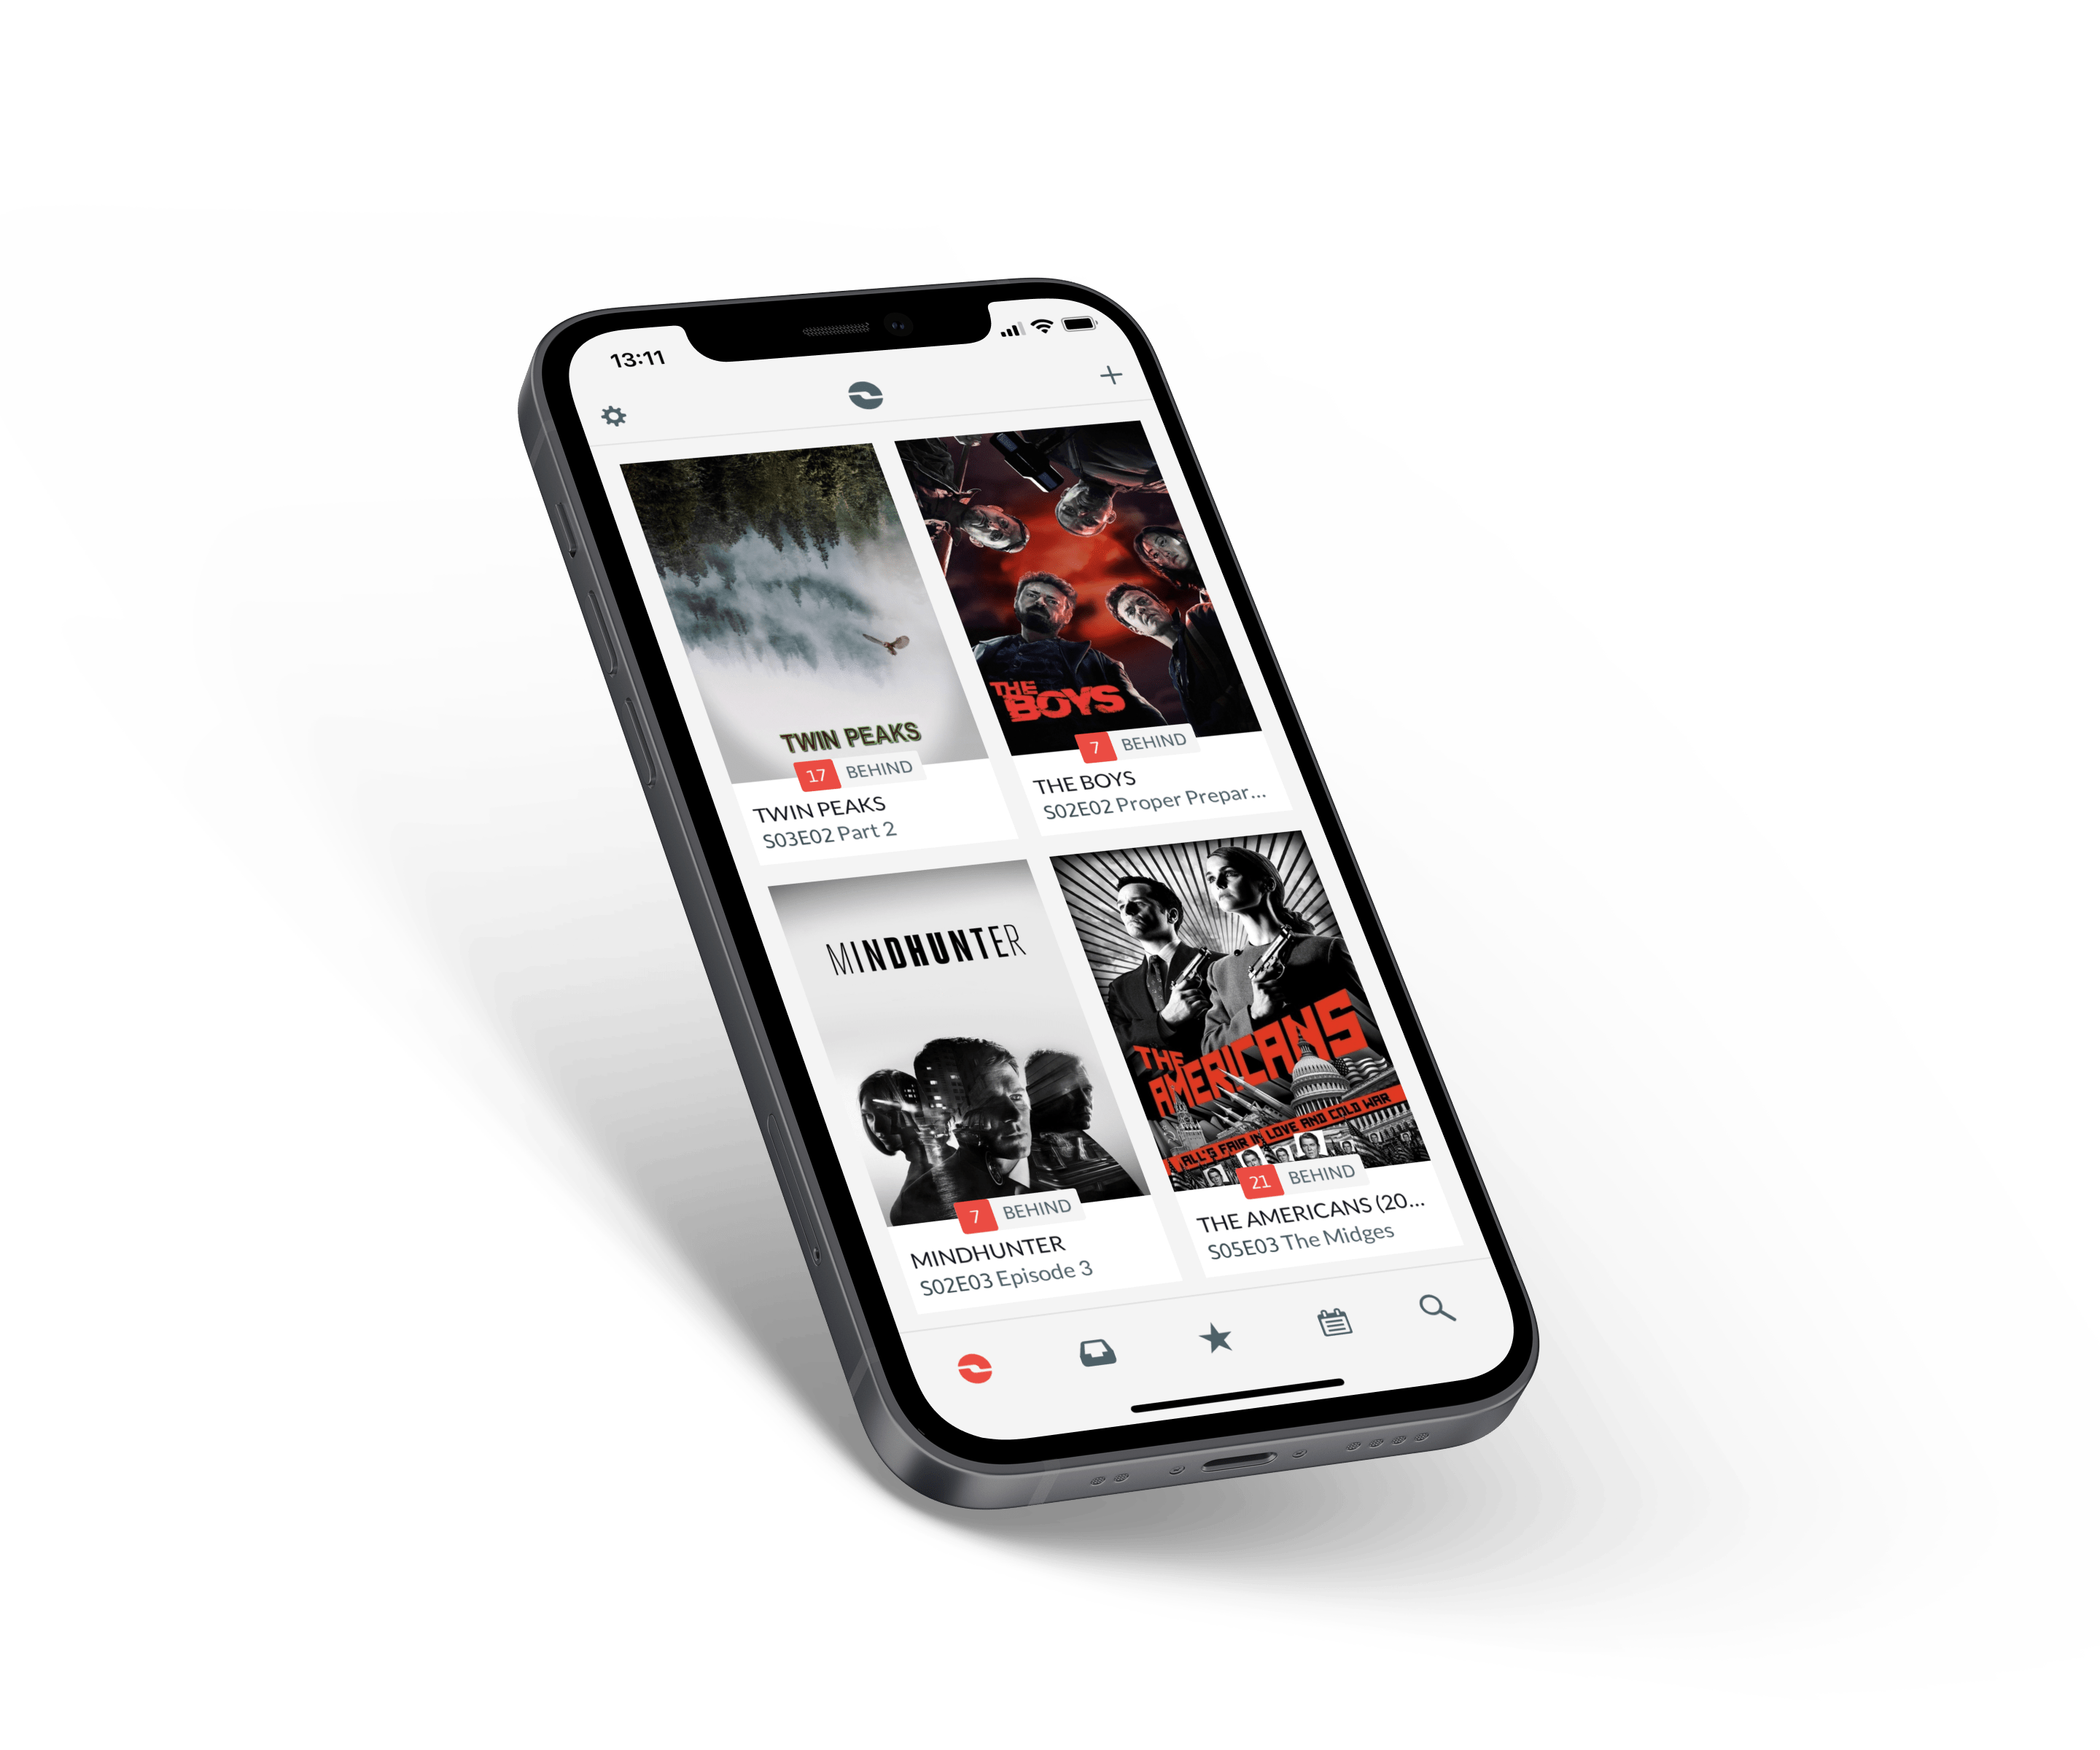 13:11
TWIN PEAKS
17 BEHIND
TWIN PEAKS
S03E02 Part 2
THE
BOYS
7 BEHIND
THE BOYS
S02E02 Proper Prepar...
MINDHUNTER
7 BEHIND
MINDHUNTER
S02E03 Episode 3
THE
AMERICANS
ALL'S FAIR IN LOVE AND COLD WAR
21 BEHIND
THE AMERICANS (20...
S05E03 The Midges